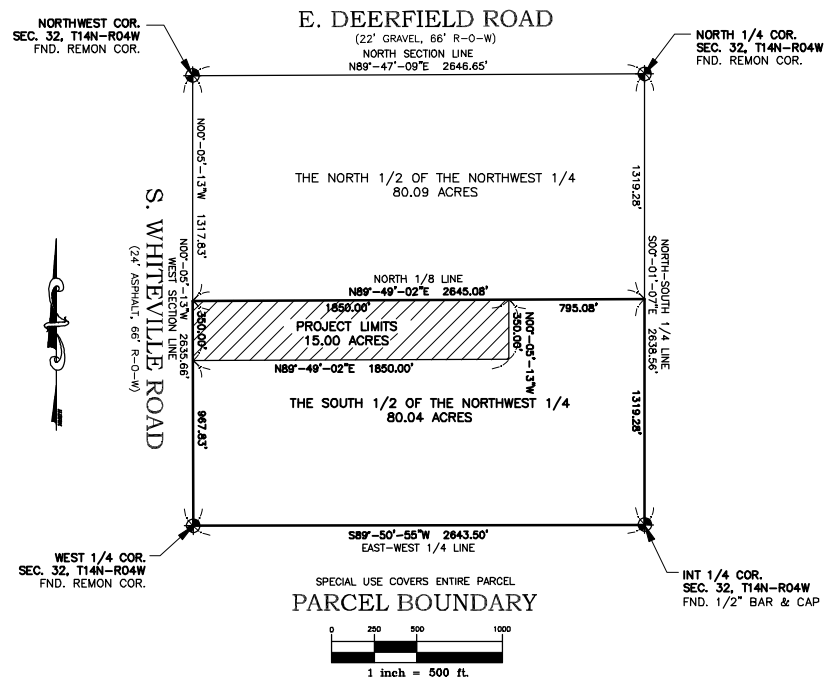 E. DEERFIELD ROAD
(22' GRAVEL, 66' R-O-W)
NORTH SECTION LINE
N89°-47'-09"E 2646.65'
NORTHWEST COR.
SEC. 32, T14N-R04W
FND. REMON COR.
NORTH 1/4 COR.
SEC. 32, T14N-R04W
FND. REMON COR.
N00°-05'-13"W 1317.83'
THE NORTH 1/2 OF THE NORTHWEST 1/4
80.09 ACRES
1319.28'
S. WHITEVILLE ROAD
(24' ASPHALT, 66' R-O-W)
WEST SECTION LINE
N00°-05'-13"W 2635.66'
NORTH-SOUTH 1/4 LINE
S00°-01'-07"E 2638.56'
NORTH 1/8 LINE
N89°-49'-02"E 2645.08'
1850.00'
795.08'
350.00'
PROJECT LIMITS
15.00 ACRES
350.06'
N00°-05'-13"W
N89°-49'-02"E 1850.00'
THE SOUTH 1/2 OF THE NORTHWEST 1/4
80.04 ACRES
967.83'
1319.28'
S89°-50'-55"W 2643.50'
EAST-WEST 1/4 LINE
WEST 1/4 COR.
SEC. 32, T14N-R04W
FND. REMON COR.
INT 1/4 COR.
SEC. 32, T14N-R04W
FND. 1/2" BAR & CAP
SPECIAL USE COVERS ENTIRE PARCEL
PARCEL BOUNDARY
0 250 500 1000
1 inch = 500 ft.